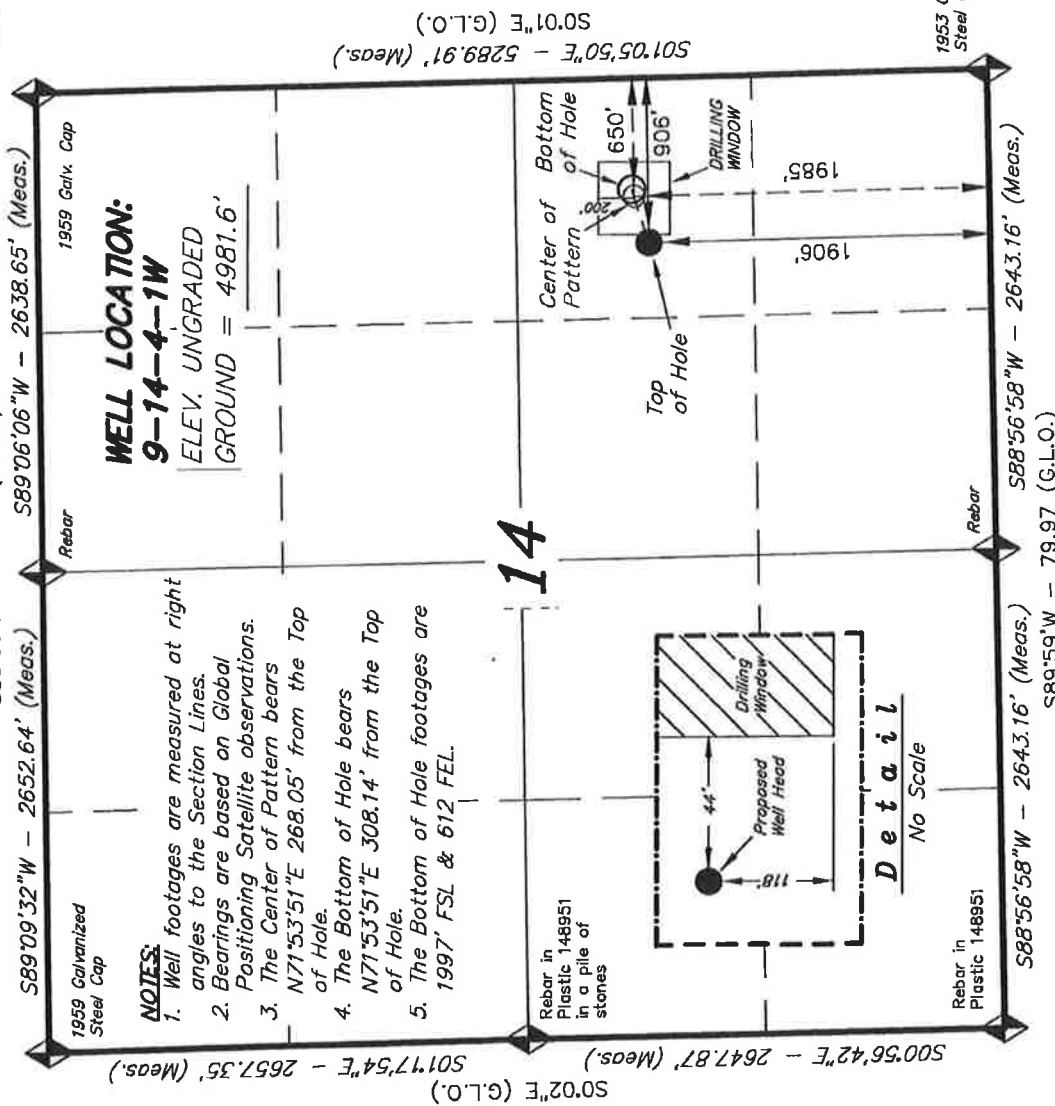 S89°09'32"W - 2652.64' (Meas.)
S89°06'06"W - 2638.65' (Meas.)
1959 Galvanized
Steel Cap
Rebar
1959 Galv. Cap
WELL LOCATION:
9-14-4-1W
ELEV. UNGRADED
GROUND = 4981.6'
NOTES:
1. Well footages are measured at right
angles to the Section Lines.
2. Bearings are based on Global
Positioning Satellite observations.
3. The Center of Pattern bears
N71°53'51"E 268.05' from the Top
of Hole.
4. The Bottom of Hole bears
N71°53'51"E 308.14' from the Top
of Hole.
5. The Bottom of Hole footages are
1997' FSL & 612 FEL.
S01°17'54"E - 2657.35' (Meas.)
S0°02'E (G.L.O.)
S00°56'42"E - 2647.87' (Meas.)
S01°05'50"E - 5289.91' (Meas.)
S0°01"E (G.L.O.)
14
Center of
Pattern
Bottom
of Hole
650'
906'
200'
DRILLING
WINDOW
Top
of Hole
1906'
1985'
Rebar in
Plastic 148951
in a pile of
stones
Drilling
Window
44'
Proposed
Well Head
118'
Detail
No Scale
Rebar in
Plastic 148951
Rebar
1953
Steel
S88°56'58"W - 2643.16' (Meas.)
S88°56'58"W - 2643.16' (Meas.)
S89°59'W - 79.97 (G.L.O.)